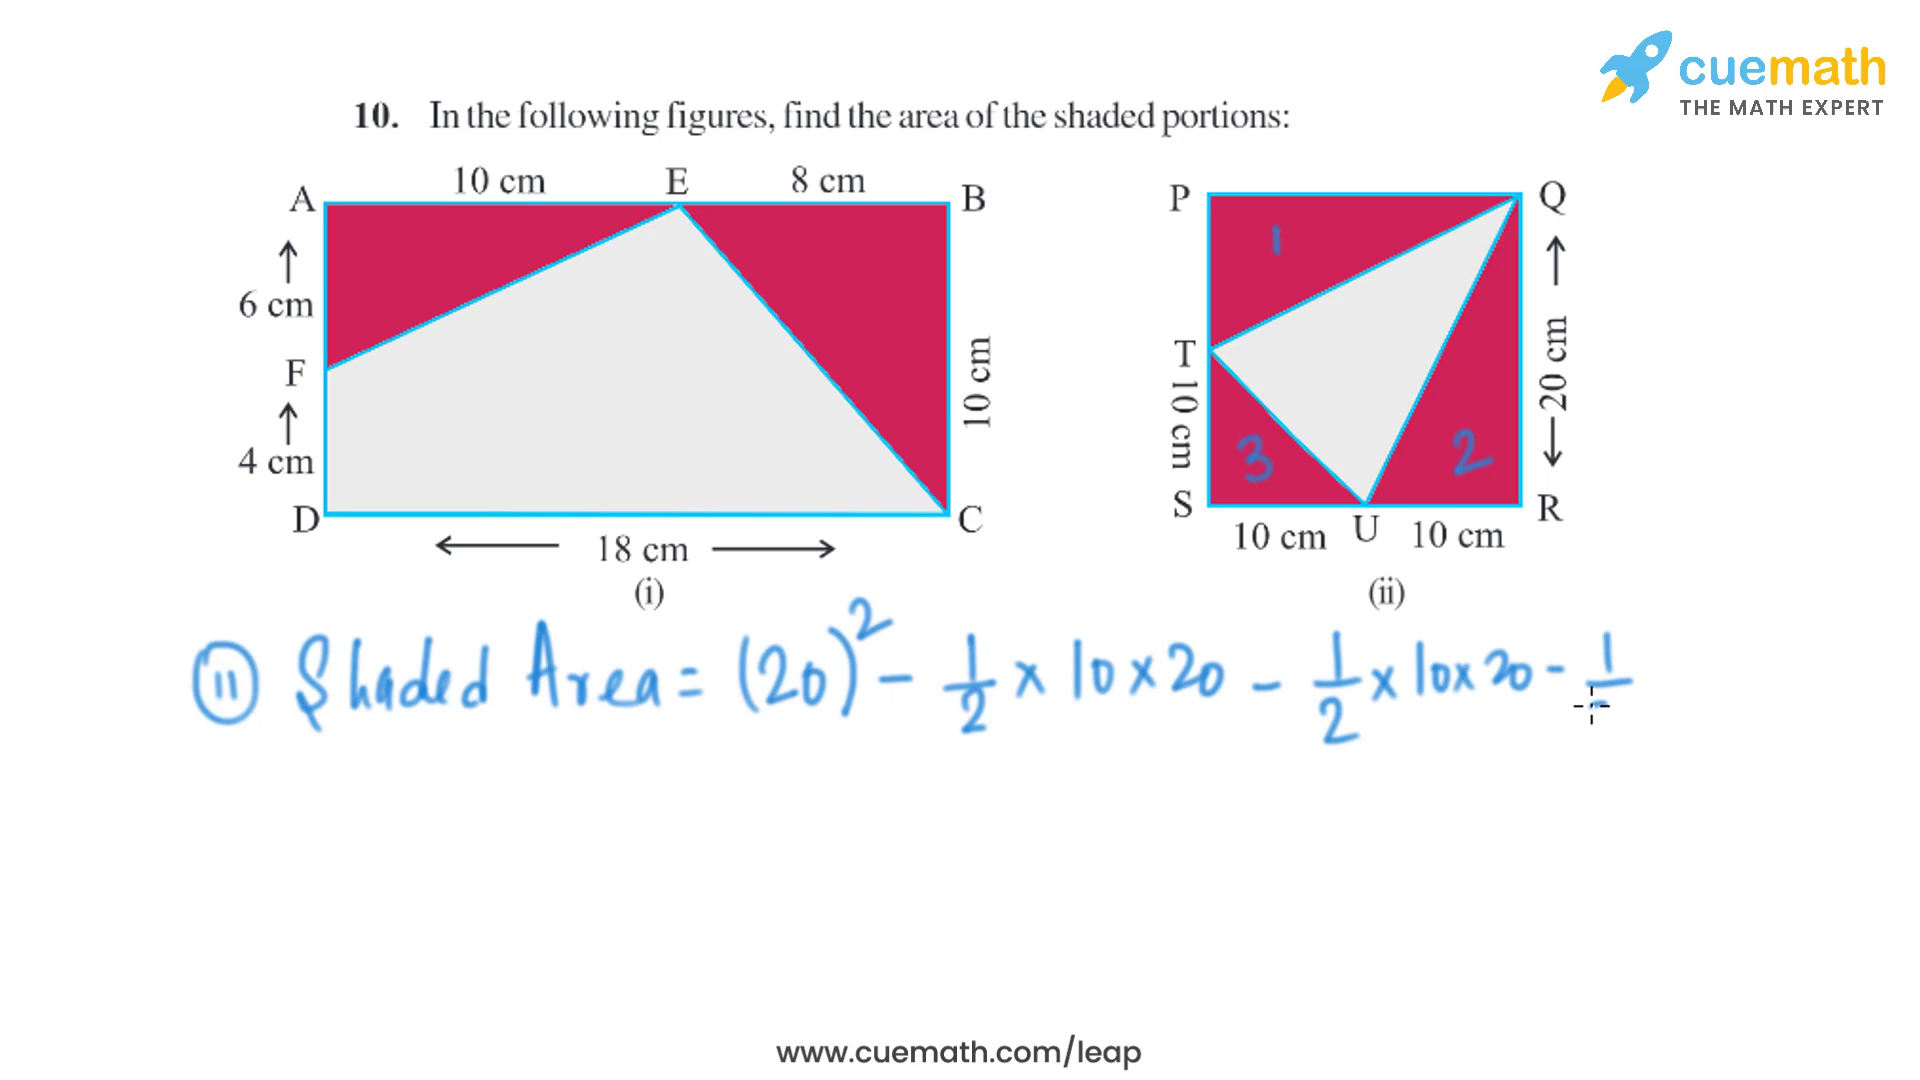 cuemath
THE MATH EXPERT
10. In the following figures, find the area of the shaded portions:
A 10 cm E 8 cm B
6 cm
F
4 cm
10 cm
D C
18 cm
(i)
P Q
1
T
10 cm
20 cm
3 2
S R
10 cm U 10 cm
(ii)
(ii) Shaded Area = (20)² - 1/2 × 10 × 20 - 1/2 × 10 × 20 - 1/
www.cuemath.com/leap